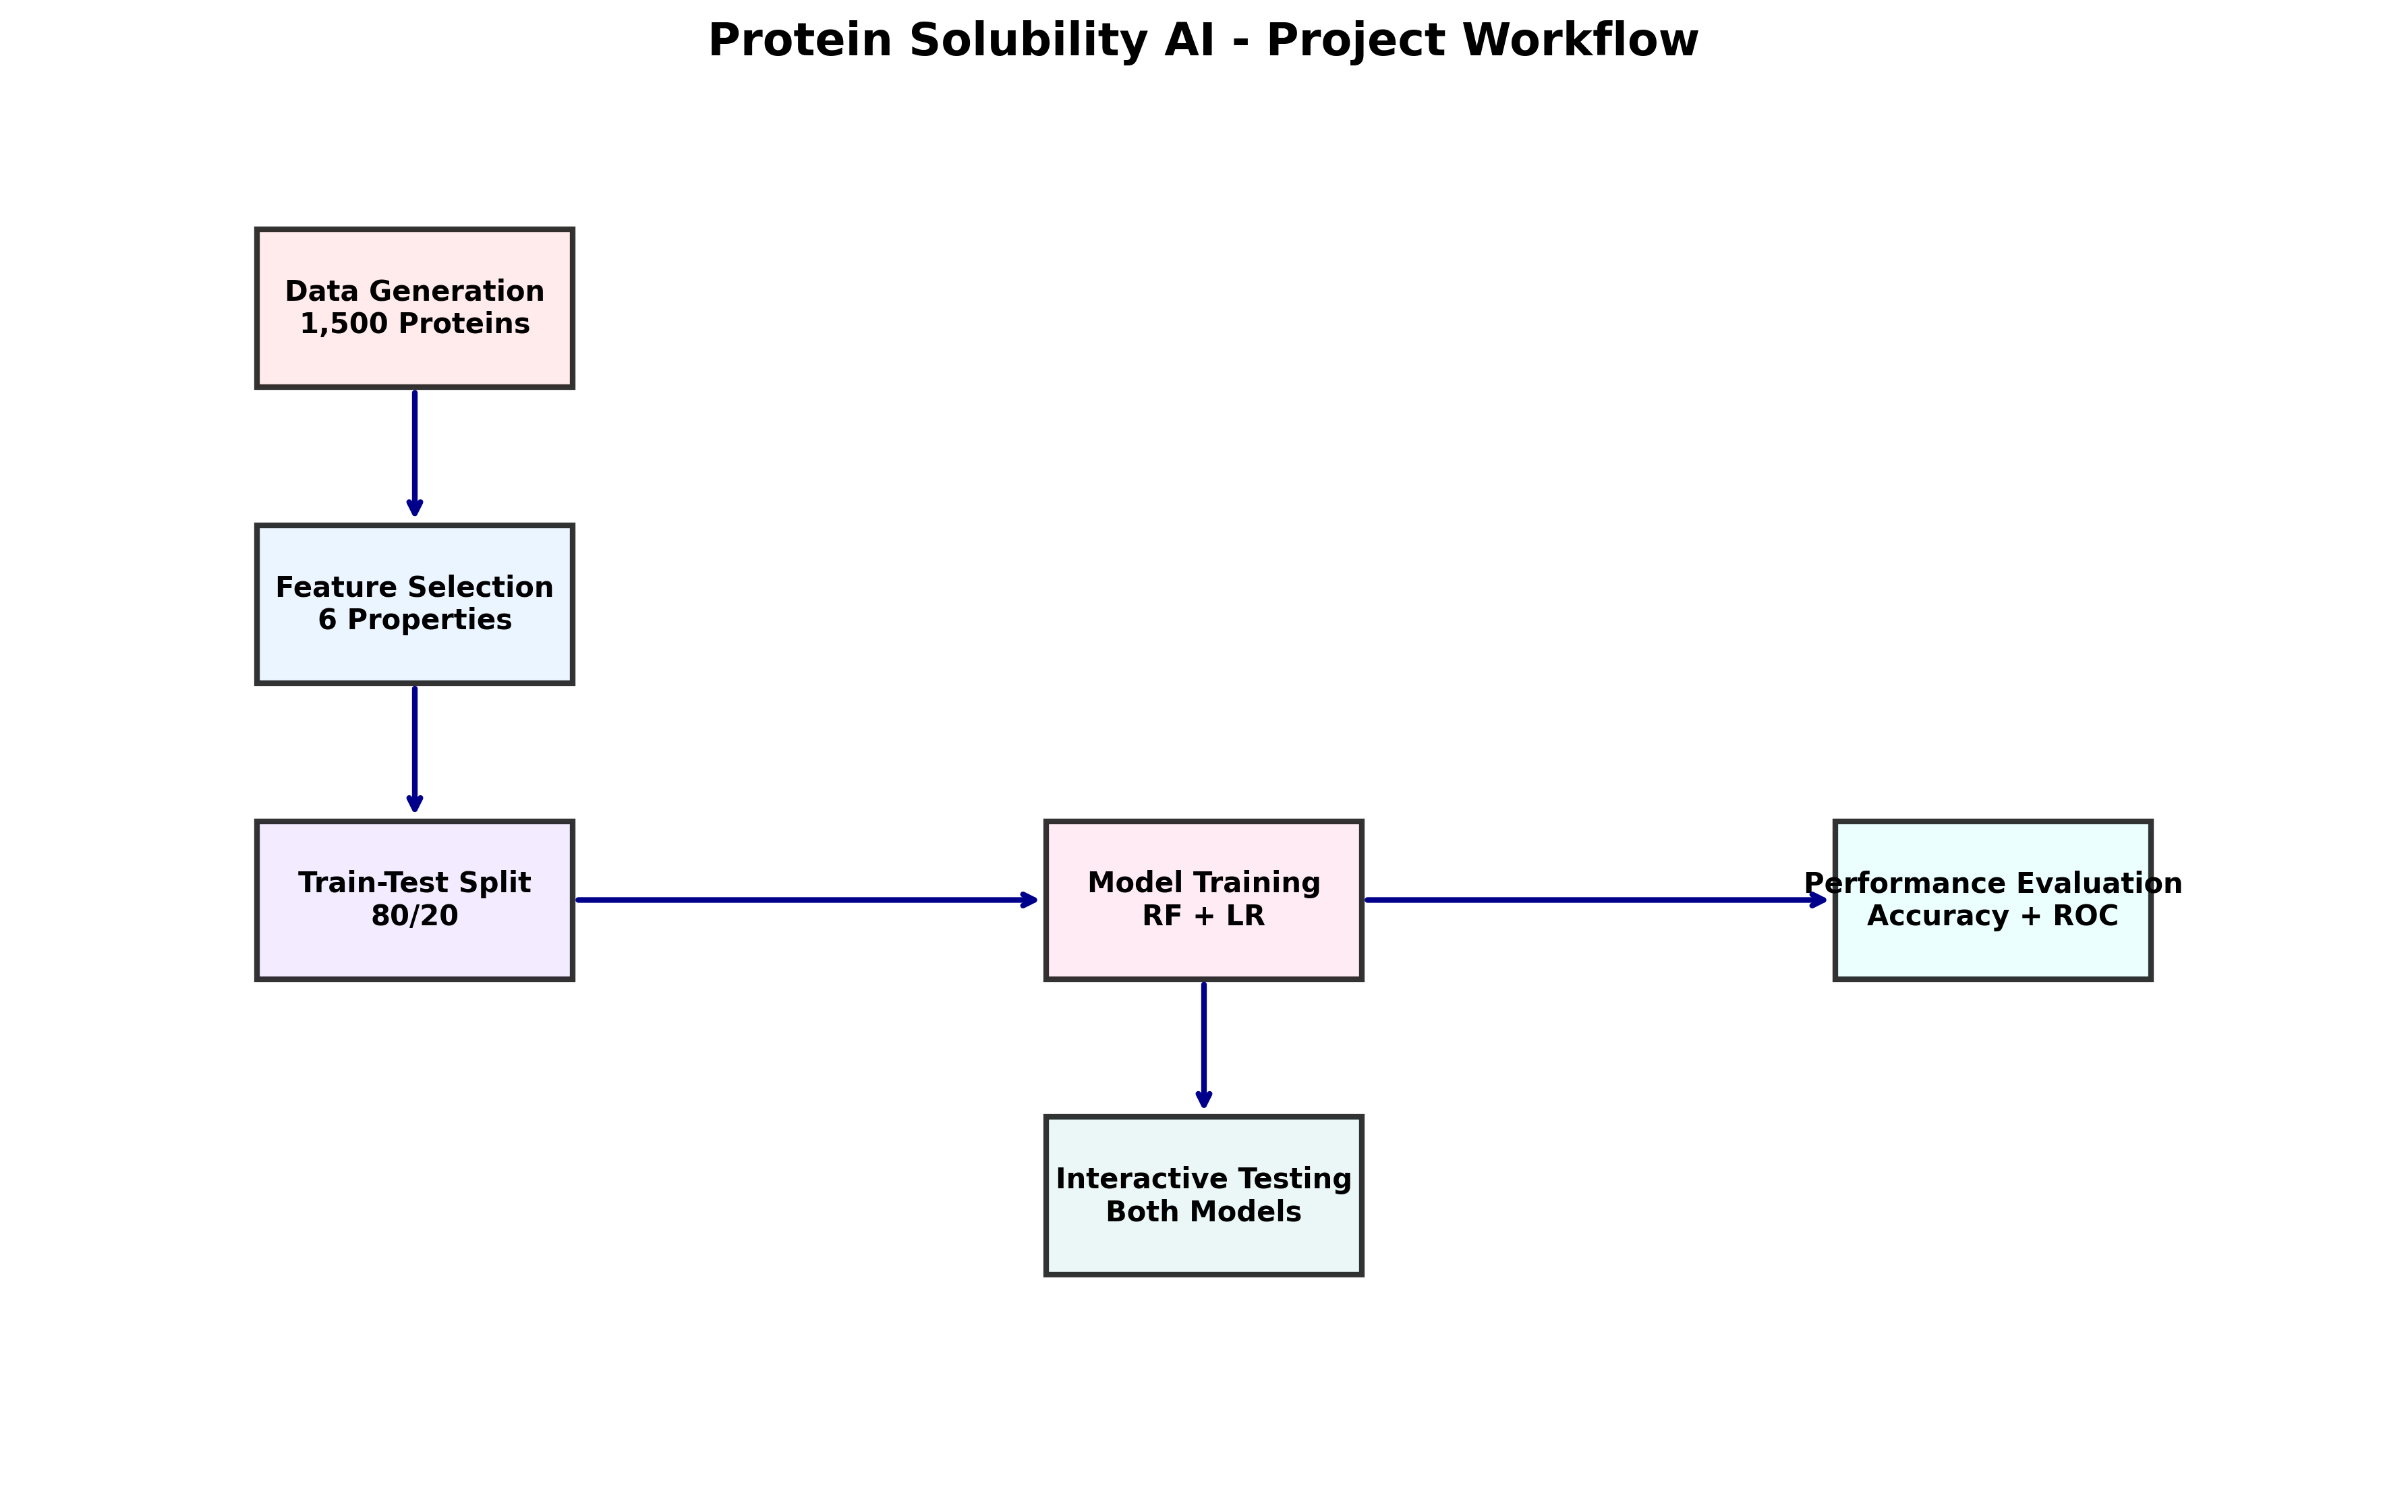 Protein Solubility AI - Project Workflow
Data Generation
1,500 Proteins
Feature Selection
6 Properties
Train-Test Split
80/20
Model Training
RF + LR
Performance Evaluation
Accuracy + ROC
Interactive Testing
Both Models